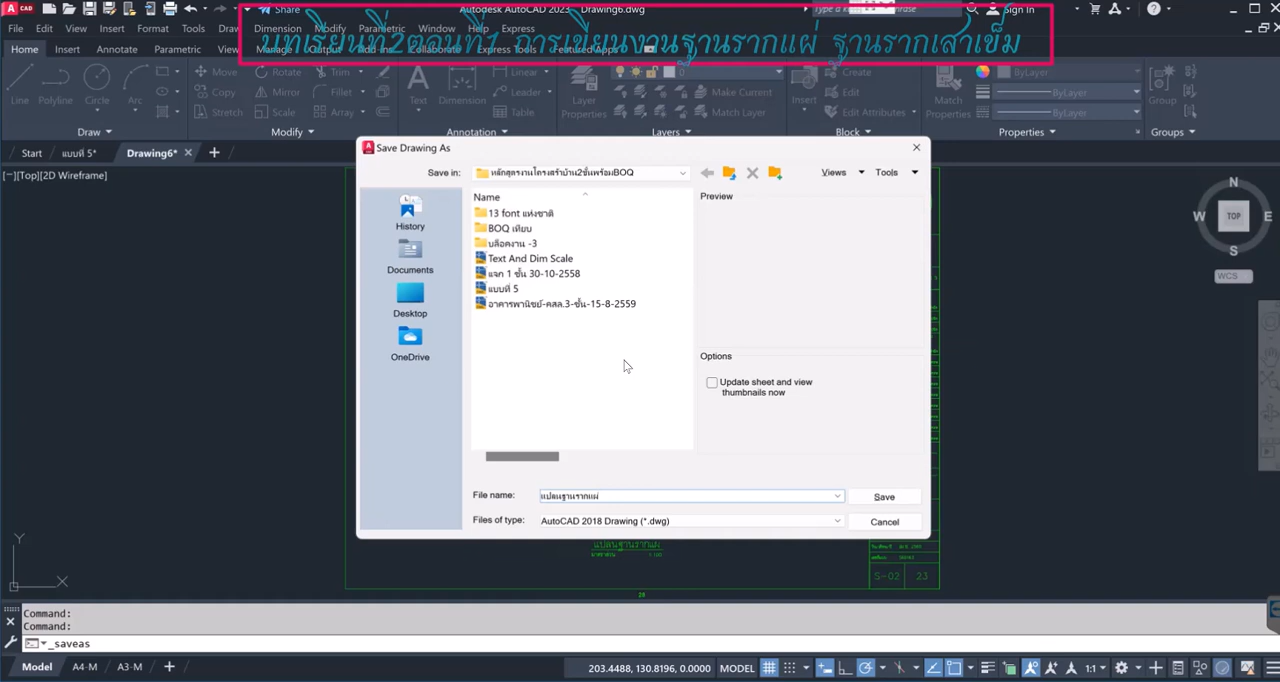 CAD
Share
Autodesk AutoCAD 2023 Drawing6.dwg
Sign In
File Edit View Insert Format Tools Draw Dimension Modify Parametric Window Help Express
บทเรียนที่2ตอนที่1 การเขียนงานฐานรากแผ่ ฐานรากเสาเข็ม
Home Insert Annotate Parametric View Manage Output Add-ins Collaborate Express Tools Featured Apps
Line Polyline Circle Arc
Move Rotate Trim
Copy Mirror Fillet
Stretch Scale Array
Text Dimension
Linear
Leader
Table
Layer Properties
0
Make Current
Match Layer
Insert
Create
Edit
Edit Attributes
Match Properties
ByLayer
ByLayer
ByLayer
Group
Draw Modify Annotation Layers Block Properties Groups
Start แบบที่ 5* Drawing6*
[−][Top][2D Wireframe]
Save Drawing As
Save in: หลักสูตรงานโครงสร้าบ้าน2ชั้นพร้อมBOQ
Views Tools
History
Documents
Desktop
OneDrive
Name
13 font แห่งชาติ
BOQ เทียบ
บล็อคงาน -3
Text And Dim Scale
แจก 1 ชั้น 30-10-2558
แบบที่ 5
อาคารพานิชย์-คสล.3-ชั้น-15-8-2559
Preview
Options
Update sheet and view
thumbnails now
File name: แปลนฐานรากแผ่
Save
Files of type: AutoCAD 2018 Drawing (*.dwg)
Cancel
N
W TOP E
S
WCS
แปลนฐานรากแผ่
S-02 23
Y
X
Command:
Command:
_saveas
Model A4-M A3-M
203.4488, 130.8196, 0.0000 MODEL 1:1